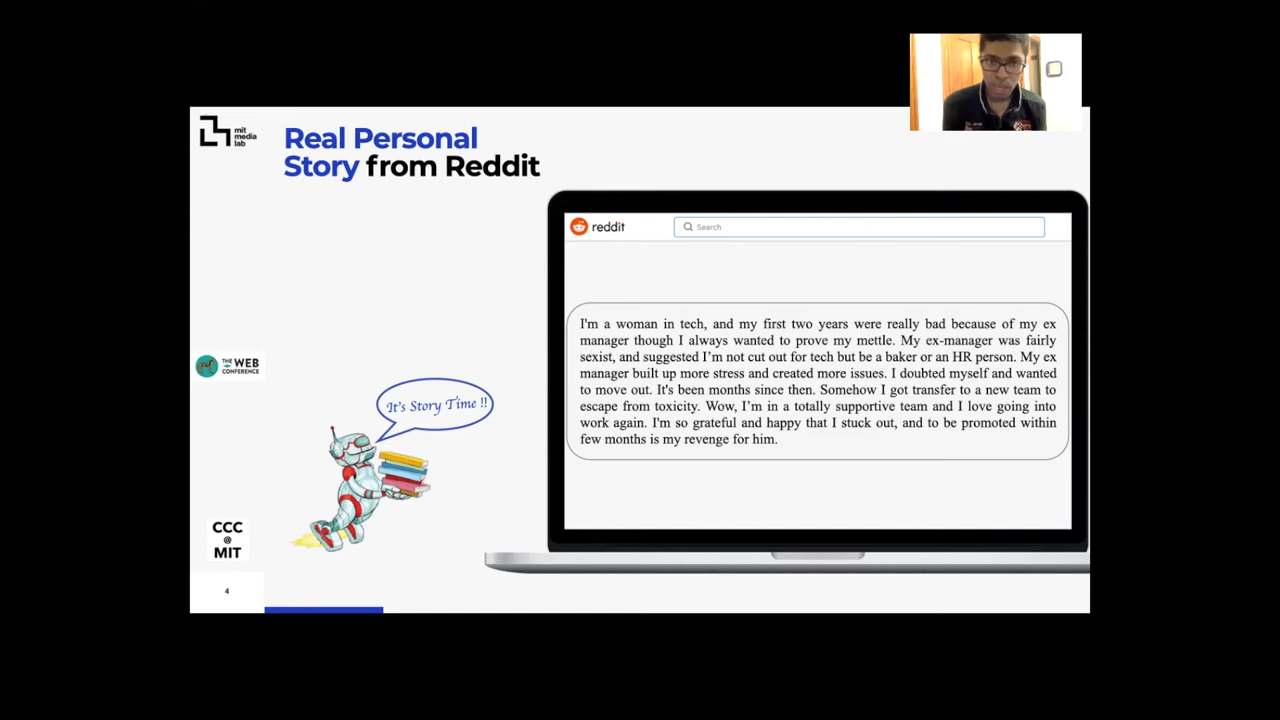 mit
media
lab
Real Personal
Story from Reddit
reddit
Search
I'm a woman in tech, and my first two years were really bad because of my ex
manager though I always wanted to prove my mettle. My ex-manager was fairly
sexist, and suggested I'm not cut out for tech but be a baker or an HR person. My ex
manager built up more stress and created more issues. I doubted myself and wanted
to move out. It's been months since then. Somehow I got transfer to a new team to
escape from toxicity. Wow, I'm in a totally supportive team and I love going into
work again. I'm so grateful and happy that I stuck out, and to be promoted within
few months is my revenge for him.
THE WEB
CONFERENCE
It's Story Time !!
CCC
@
MIT
4